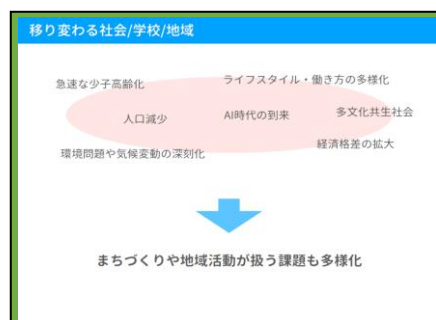 移り変わる社会/学校/地域
急速な少子高齢化
ライフスタイル・働き方の多様化
人口減少
AI時代の到来
多文化共生社会
環境問題や気候変動の深刻化
経済格差の拡大
まちづくりや地域活動が扱う課題も多様化